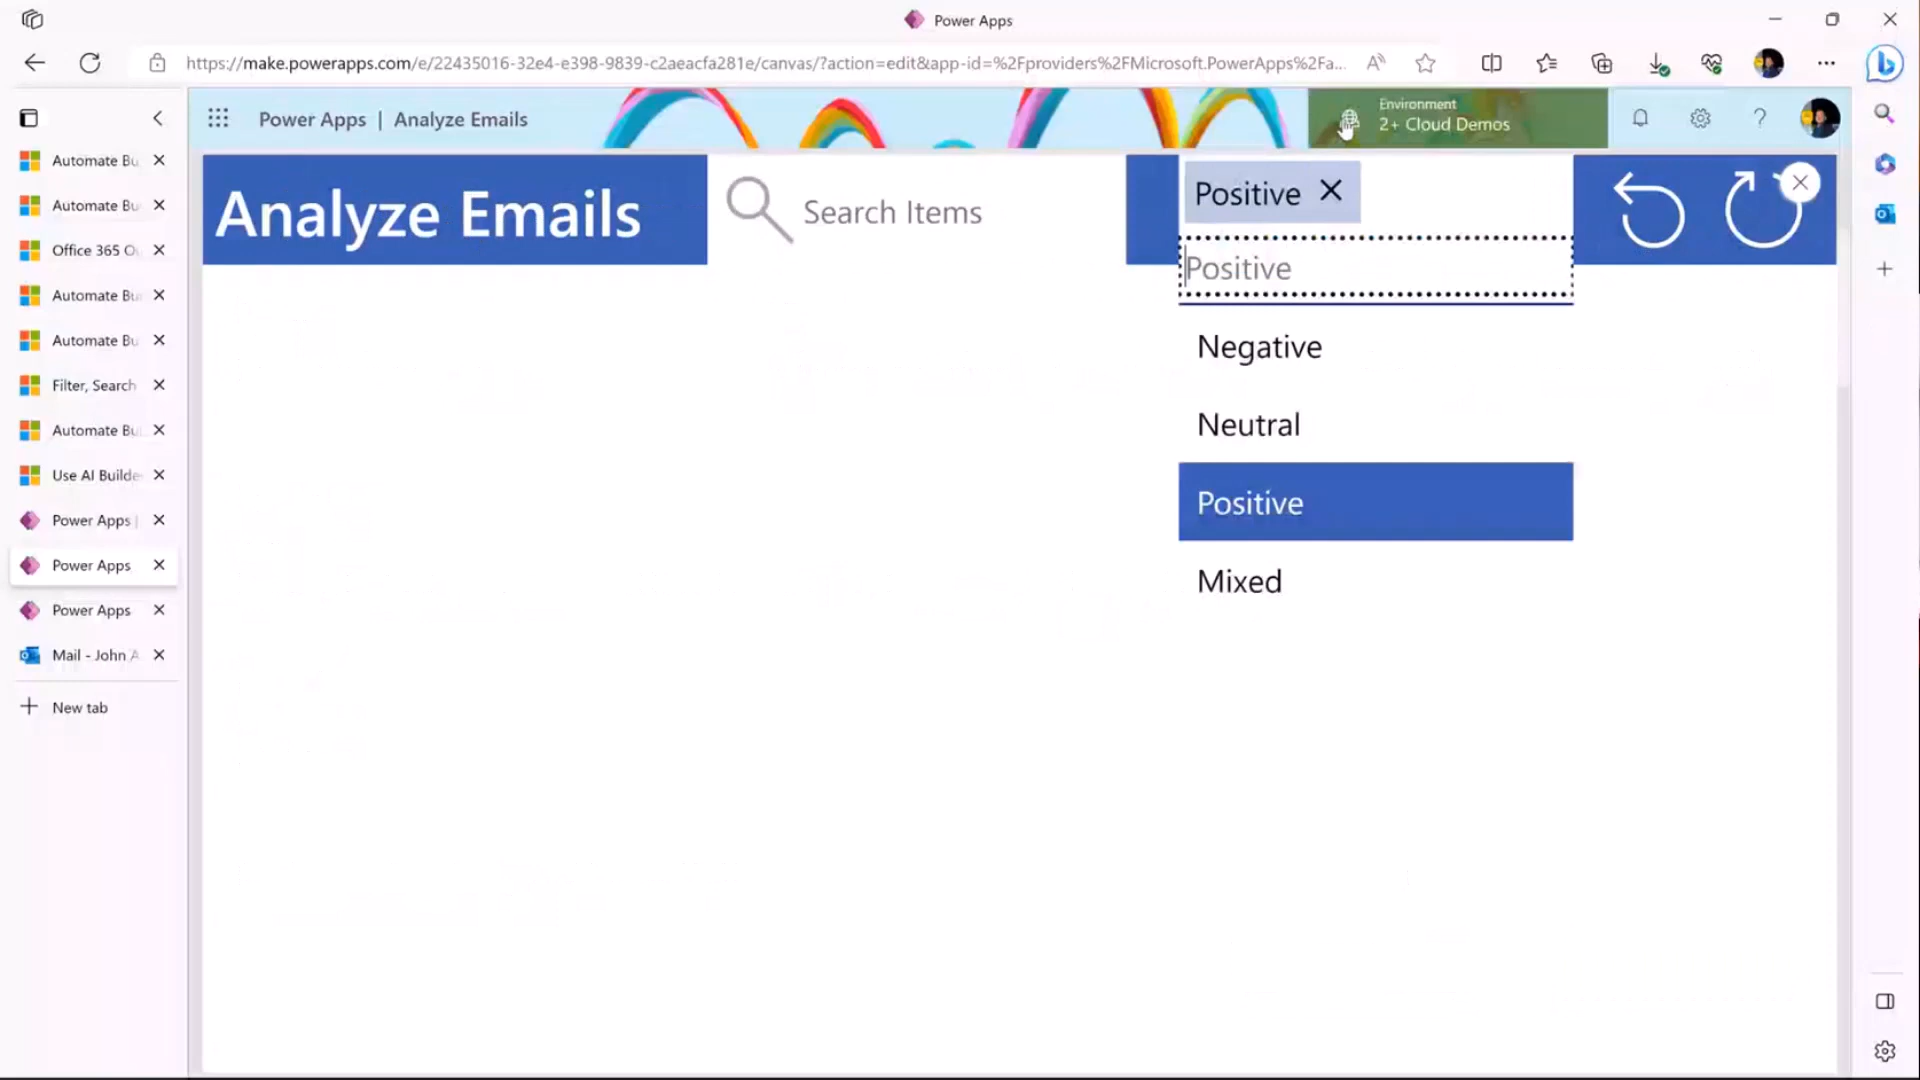 Power Apps
https://make.powerapps.com/e/22435016-32e4-e398-9839-c2aeacfa281e/canvas/?action=edit&app-id=%2Fproviders%2FMicrosoft.PowerApps%2Fa...
Power Apps | Analyze Emails
Environment
2+ Cloud Demos
Automate Bu
Automate Bu
Office 365 Ou
Automate Bu
Automate Bu
Filter, Search
Automate Bu
Use AI Builde
Power Apps |
Power Apps
Power Apps
Mail - John A
New tab
Analyze Emails
Search Items
Positive
Positive
Negative
Neutral
Positive
Mixed